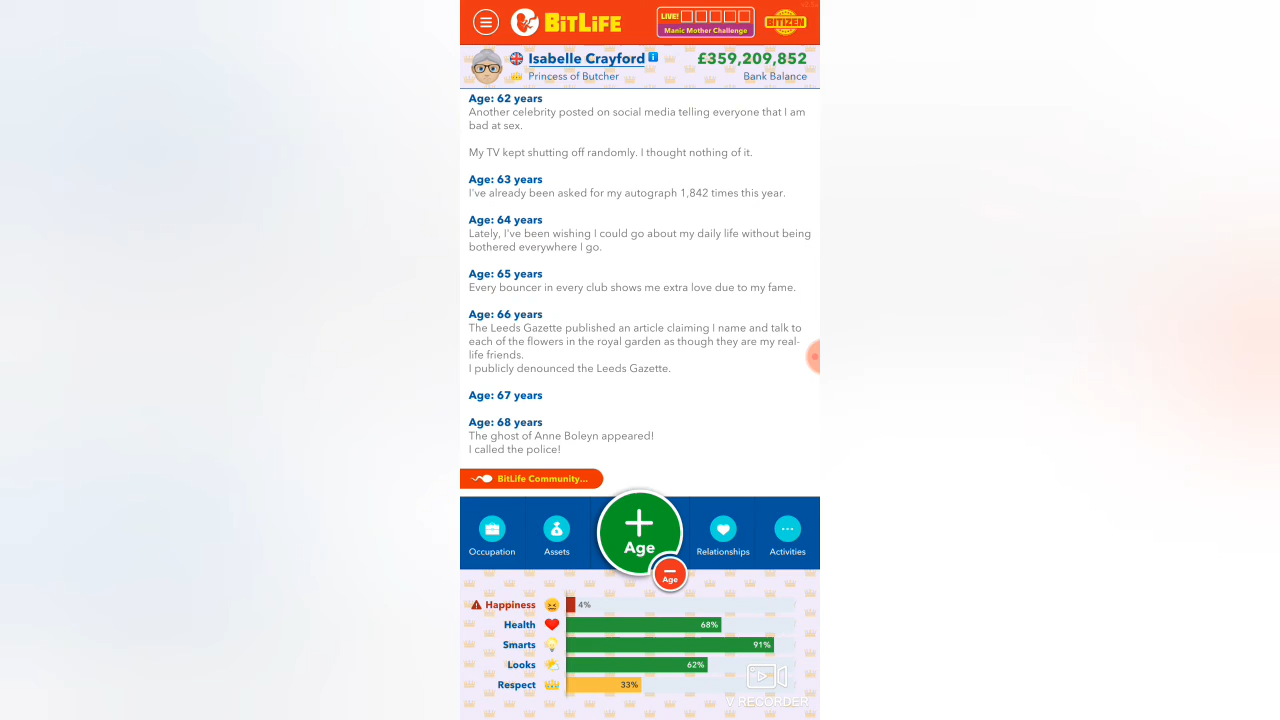 BITLIFE
LIVE!
Manic Mother Challenge
BITIZEN
Isabelle Crayford
£359,209,852
Princess of Butcher
Bank Balance
Age: 62 years
Another celebrity posted on social media telling everyone that I am
bad at sex.
My TV kept shutting off randomly. I thought nothing of it.
Age: 63 years
I've already been asked for my autograph 1,842 times this year.
Age: 64 years
Lately, I've been wishing I could go about my daily life without being
bothered everywhere I go.
Age: 65 years
Every bouncer in every club shows me extra love due to my fame.
Age: 66 years
The Leeds Gazette published an article claiming I name and talk to
each of the flowers in the royal garden as though they are my real-
life friends.
I publicly denounced the Leeds Gazette.
Age: 67 years
Age: 68 years
The ghost of Anne Boleyn appeared!
I called the police!
BitLife Community...
Occupation
Assets
Age
Age
Relationships
Activities
Happiness 4%
Health 68%
Smarts 91%
Looks 62%
Respect 33%
V RECORDER